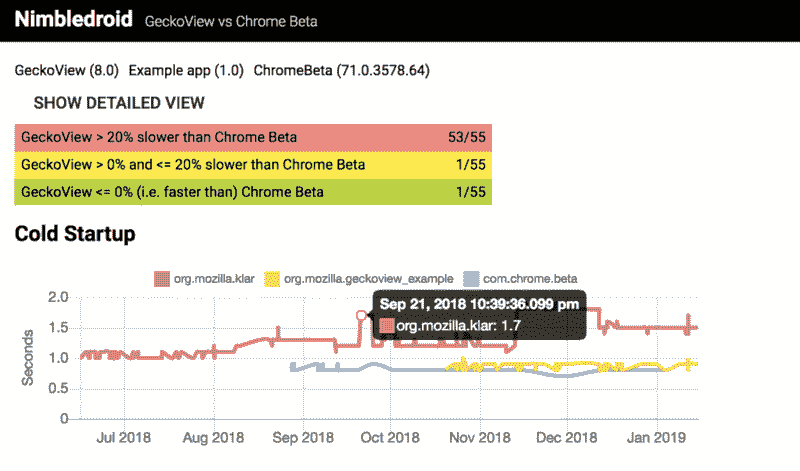 Nimbledroid GeckoView vs Chrome Beta
GeckoView (8.0) Example app (1.0) ChromeBeta (71.0.3578.64)
SHOW DETAILED VIEW
GeckoView > 20% slower than Chrome Beta 53/55
GeckoView > 0% and <= 20% slower than Chrome Beta 1/55
GeckoView <= 0% (i.e. faster than) Chrome Beta 1/55
Cold Startup
org.mozilla.klar org.mozilla.geckoview_example com.chrome.beta
Sep 21, 2018 10:39:36.099 pm
org.mozilla.klar: 1.7
Seconds
2.0
1.5
1.0
0.5
0
Jul 2018 Aug 2018 Sep 2018 Oct 2018 Nov 2018 Dec 2018 Jan 2019